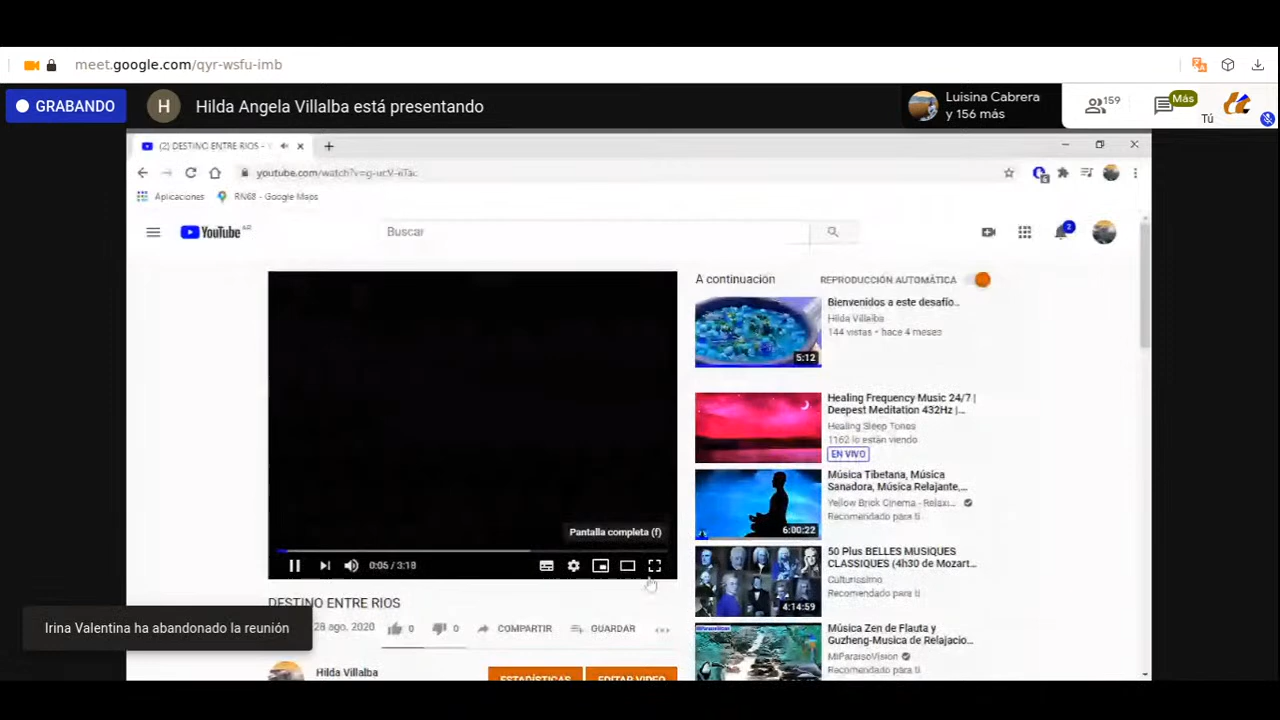 meet.google.com/qyr-wsfu-imb
GRABANDO
H
Hilda Angela Villalba está presentando
Luisina Cabrera
y 156 más
159
Más
Tú
(2) DESTINO ENTRE RIOS -
Aplicaciones
RN68 - Google Maps
YouTube
Buscar
2
A continuación
REPRODUCCIÓN AUTOMÁTICA
Bienvenidos a este desafío..
Hilda Villalba
144 vistas • hace 4 meses
5:12
Healing Frequency Music 24/7 |
Deepest Meditation 432Hz |...
Healing Sleep Tones
1162 lo están viendo
EN VIVO
Música Tibetana, Música
Sanadora, Música Relajante,...
Yellow Brick Cinema - Relaxi...
Recomendado para ti
6:00:22
50 Plus BELLES MUSIQUES
CLASSIQUES (4h30 de Mozart...
Culturissimo
Recomendado para ti
4:14:59
Música Zen de Flauta y
Guzheng-Musica de Relajacio...
MiParaisoVision
Recomendado para ti
Pantalla completa (f)
0:06 / 3:18
DESTINO ENTRE RIOS
28 ago. 2020
0
0
COMPARTIR
GUARDAR
Irina Valentina ha abandonado la reunión
Hilda Villalba
ESTADÍSTICAS
EDITAR VIDEO